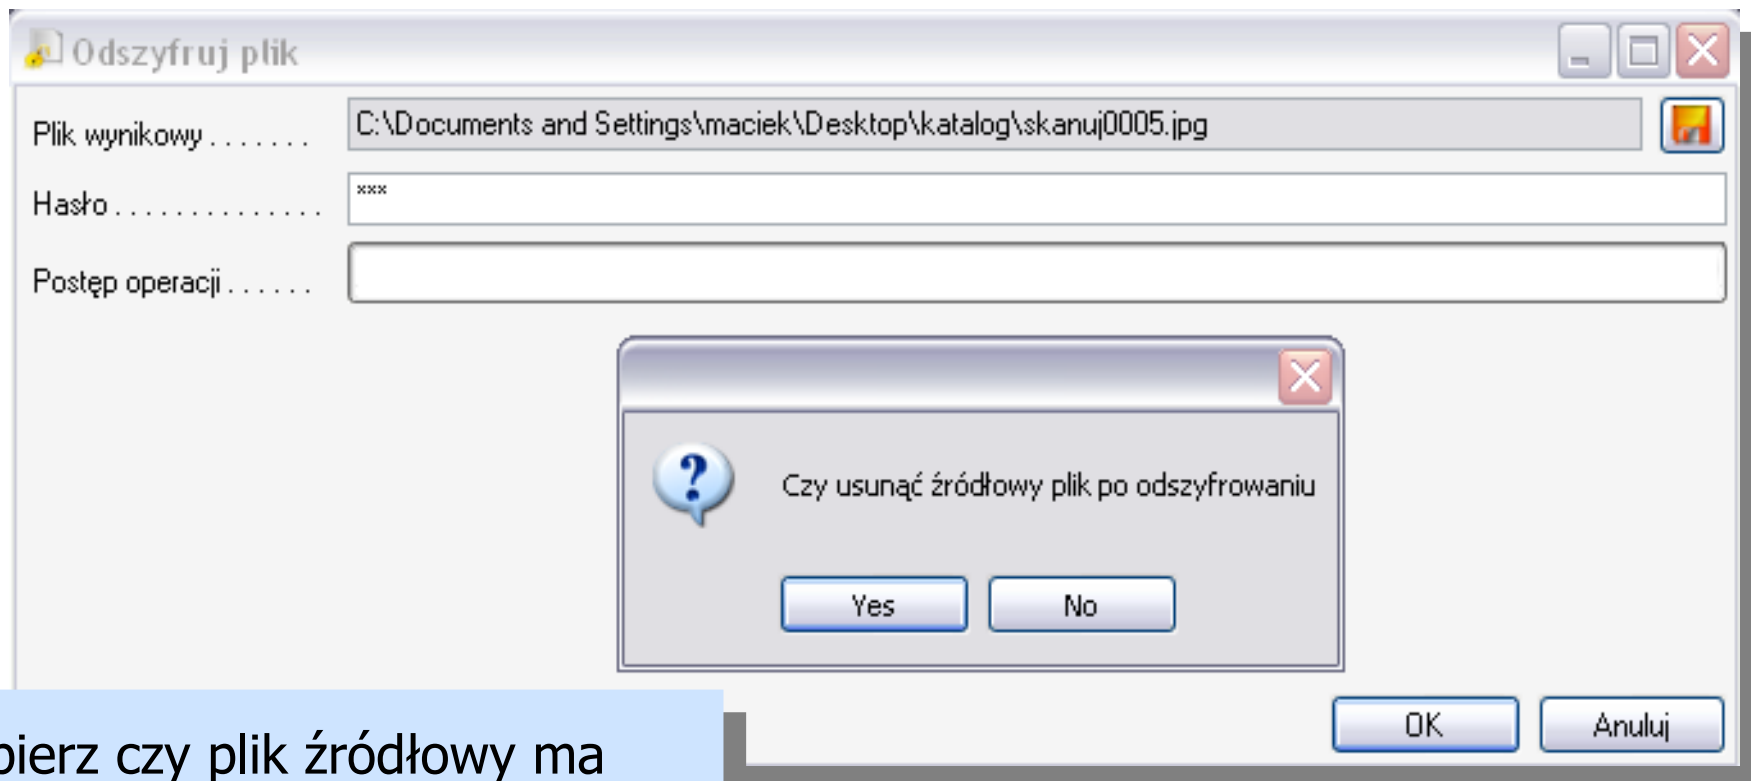 Odszyfruj plik
Plik wynikowy ....... C:\Documents and Settings\maciek\Desktop\katalog\skanuj0005.jpg
Hasło .............. ×××
Postęp operacji ......
Czy usunąć źródłowy plik po odszyfrowaniu
Yes No
OK Anuluj
czy plik źródłowy ma